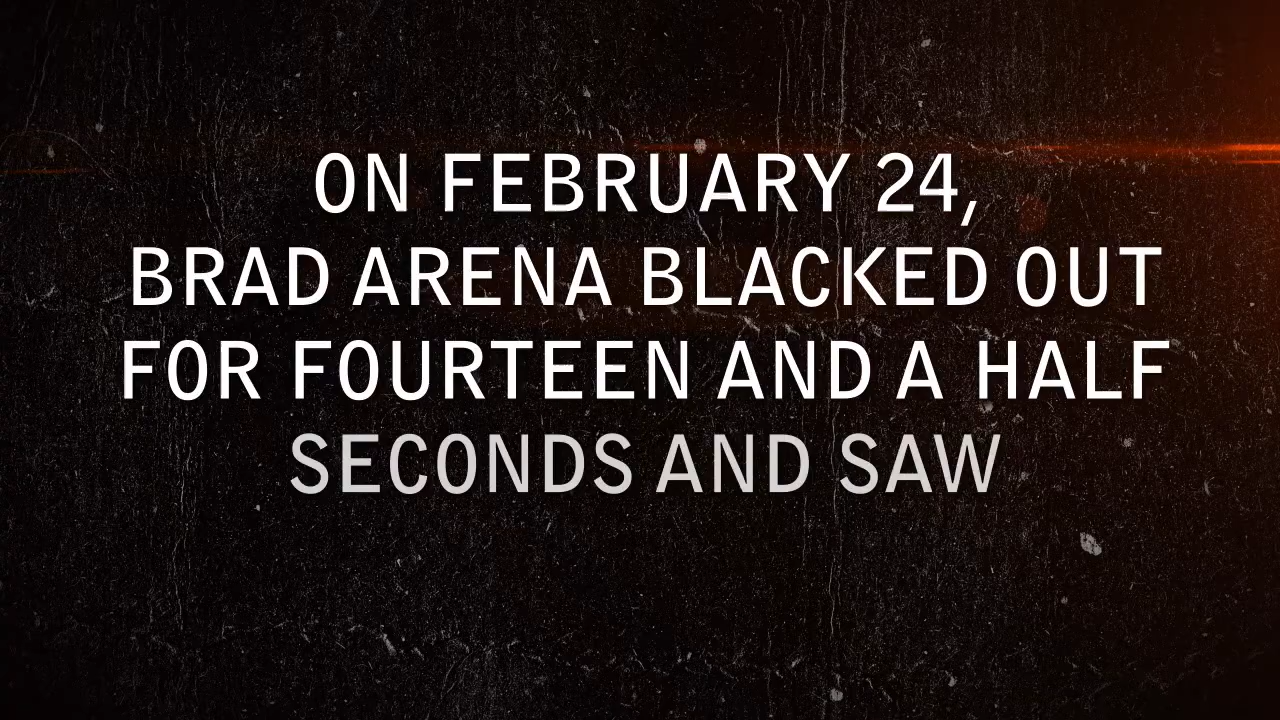 ON FEBRUARY 24,
BRAD ARENA BLACKED OUT
FOR FOURTEEN AND A HALF
SECONDS AND SAW